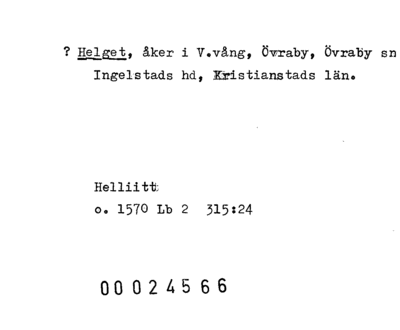 ? Helget, åker i V.vång, Övraby, Övraby sn
Ingelstads hd, Kristianstads län.
Helliitt
o. 1570 Lb 2 315:24
00024566